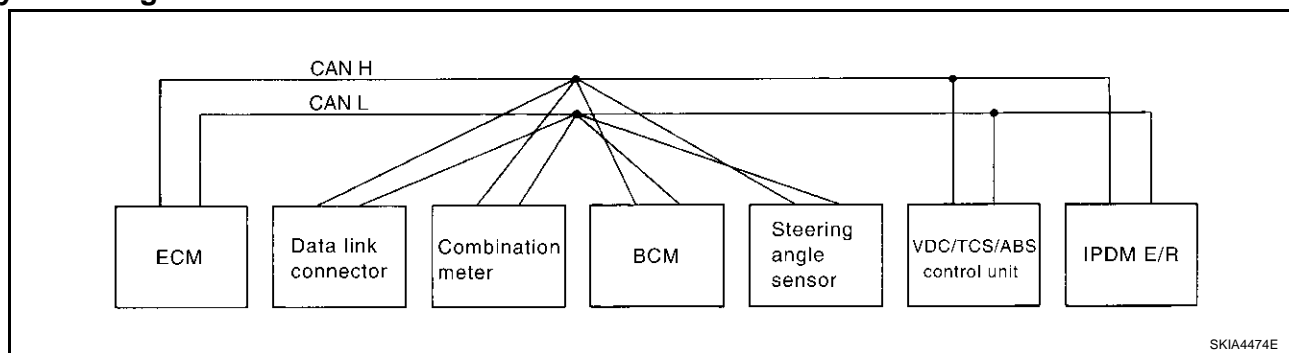 CAN H
CAN L
ECM
Data link
connector
Combination
meter
BCM
Steering
angle
sensor
VDC/TCS/ABS
control unit
IPDM E/R
SKIA4474E